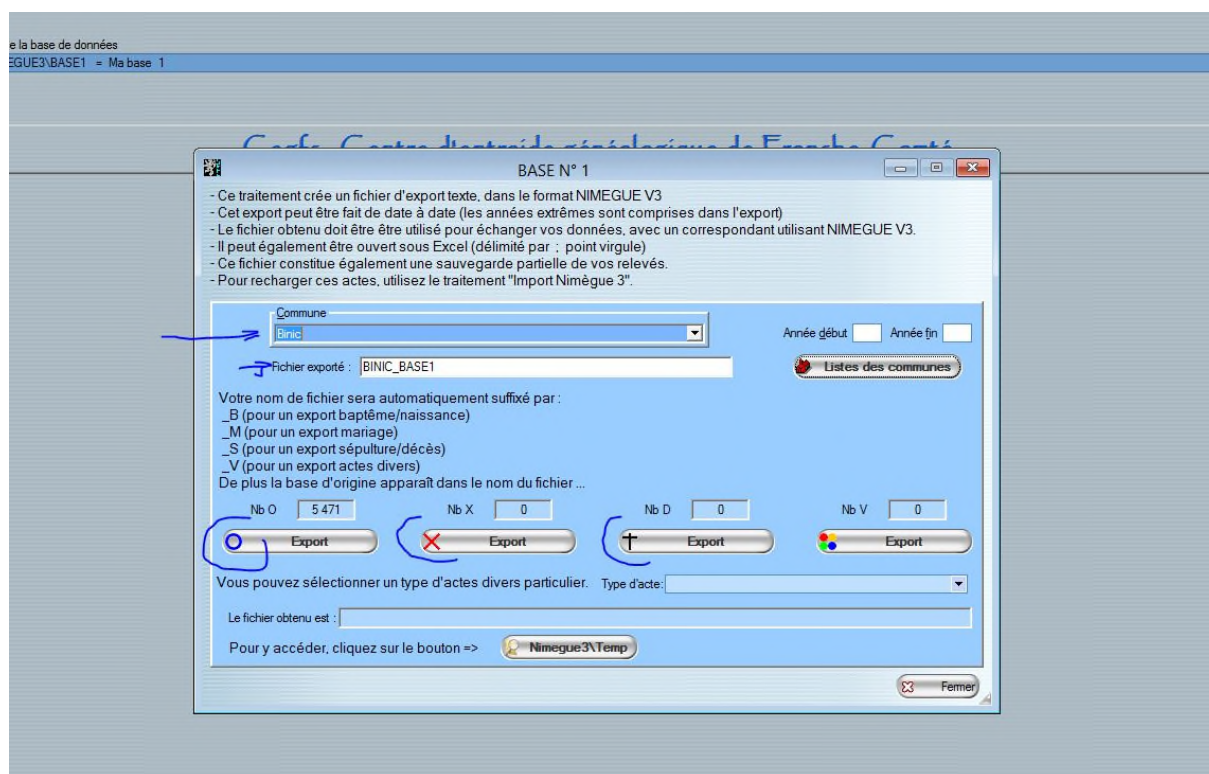 e la base de données
EGUE3\BASE1 = Ma base 1
Cegfc - Centre d'entraide généalogique de Franche Comté
BASE N° 1
- Ce traitement crée un fichier d'export texte, dans le format NIMEGUE V3
- Cet export peut être fait de date à date (les années extrêmes sont comprises dans l'export)
- Le fichier obtenu doit être être utilisé pour échanger vos données, avec un correspondant utilisant NIMEGUE V3.
- Il peut également être ouvert sous Excel (délimité par ; point virgule)
- Ce fichier constitue également une sauvegarde partielle de vos relevés.
- Pour recharger ces actes, utilisez le traitement "Import Nimègue 3".
Commune
Binic
Année début Année fin
Fichier exporté : BINIC_BASE1
Listes des communes
Votre nom de fichier sera automatiquement suffixé par :
_B (pour un export baptême/naissance)
_M (pour un export mariage)
_S (pour un export sépulture/décès)
_V (pour un export actes divers)
De plus la base d'origine apparaît dans le nom du fichier ...
Nb O 5 471 Nb X 0 Nb D 0 Nb V 0
Export Export Export Export
Vous pouvez sélectionner un type d'actes divers particulier. Type d'acte:
Le fichier obtenu est :
Pour y accéder, cliquez sur le bouton => Nimegue3\Temp
Fermer